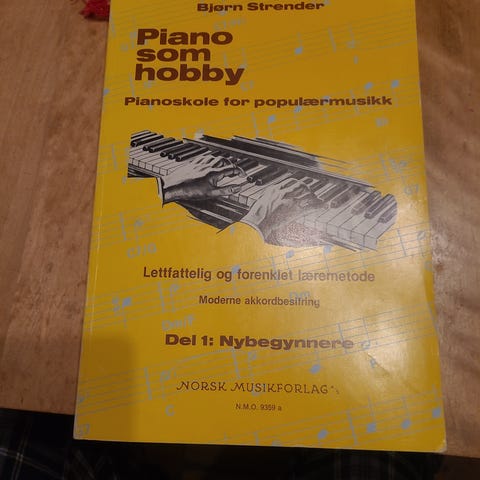 Bjørn Strender
Piano
som
hobby
Pianoskole for populærmusikk
Lettfattelig og forenklet læremetode
Moderne akkordbesifring
Del 1: Nybegynnere
NORSK MUSIKFORLAG A/S
N.M.O. 9359 a